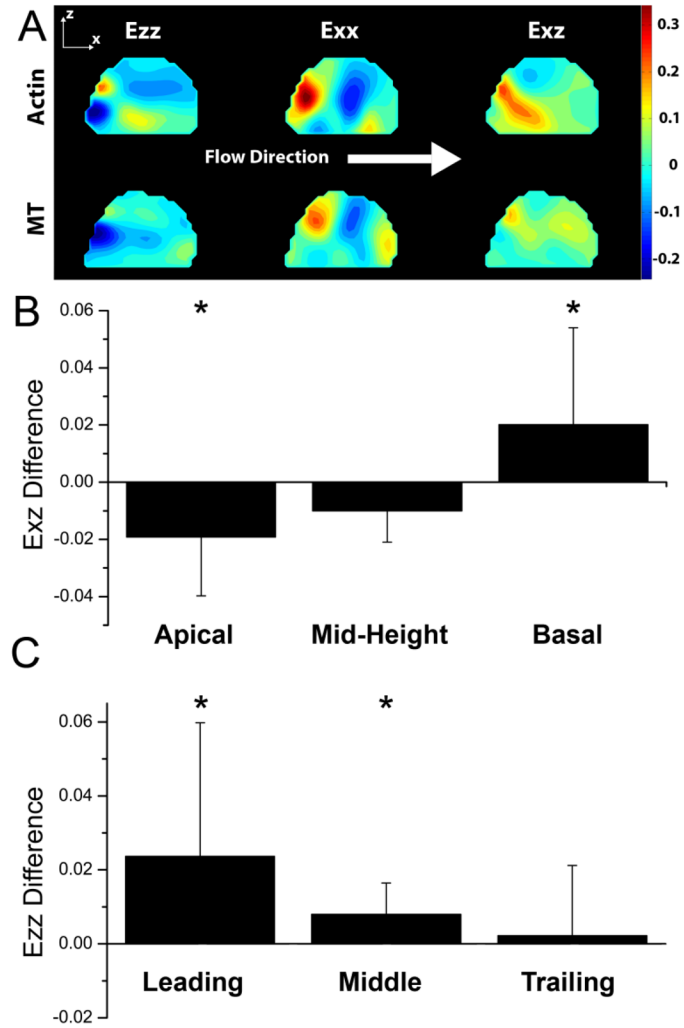 A
z
x
Ezz
Exx
Exz
Actin
MT
Flow Direction
0.3
0.2
0.1
0
-0.1
-0.2
B
Exz Difference
0.06
0.04
0.02
0.00
-0.02
-0.04
*
*
Apical
Mid-Height
Basal
C
Ezz Difference
0.06
0.04
0.02
0.00
-0.02
*
*
Leading
Middle
Trailing